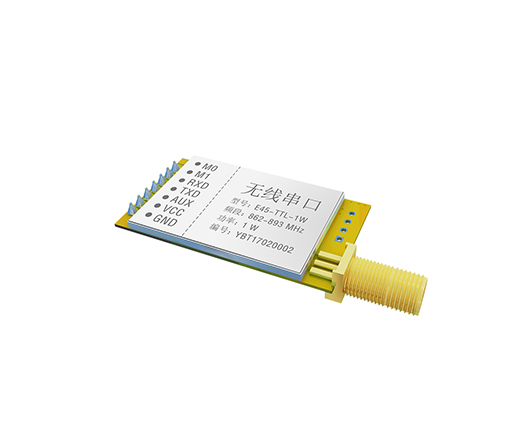 M0
M1
RXD
TXD
AUX
VCC
GND
无线串口
型号: E45-TTL-1W
频段: 862-893 MHz
功率: 1 W
编号: YBT17020002